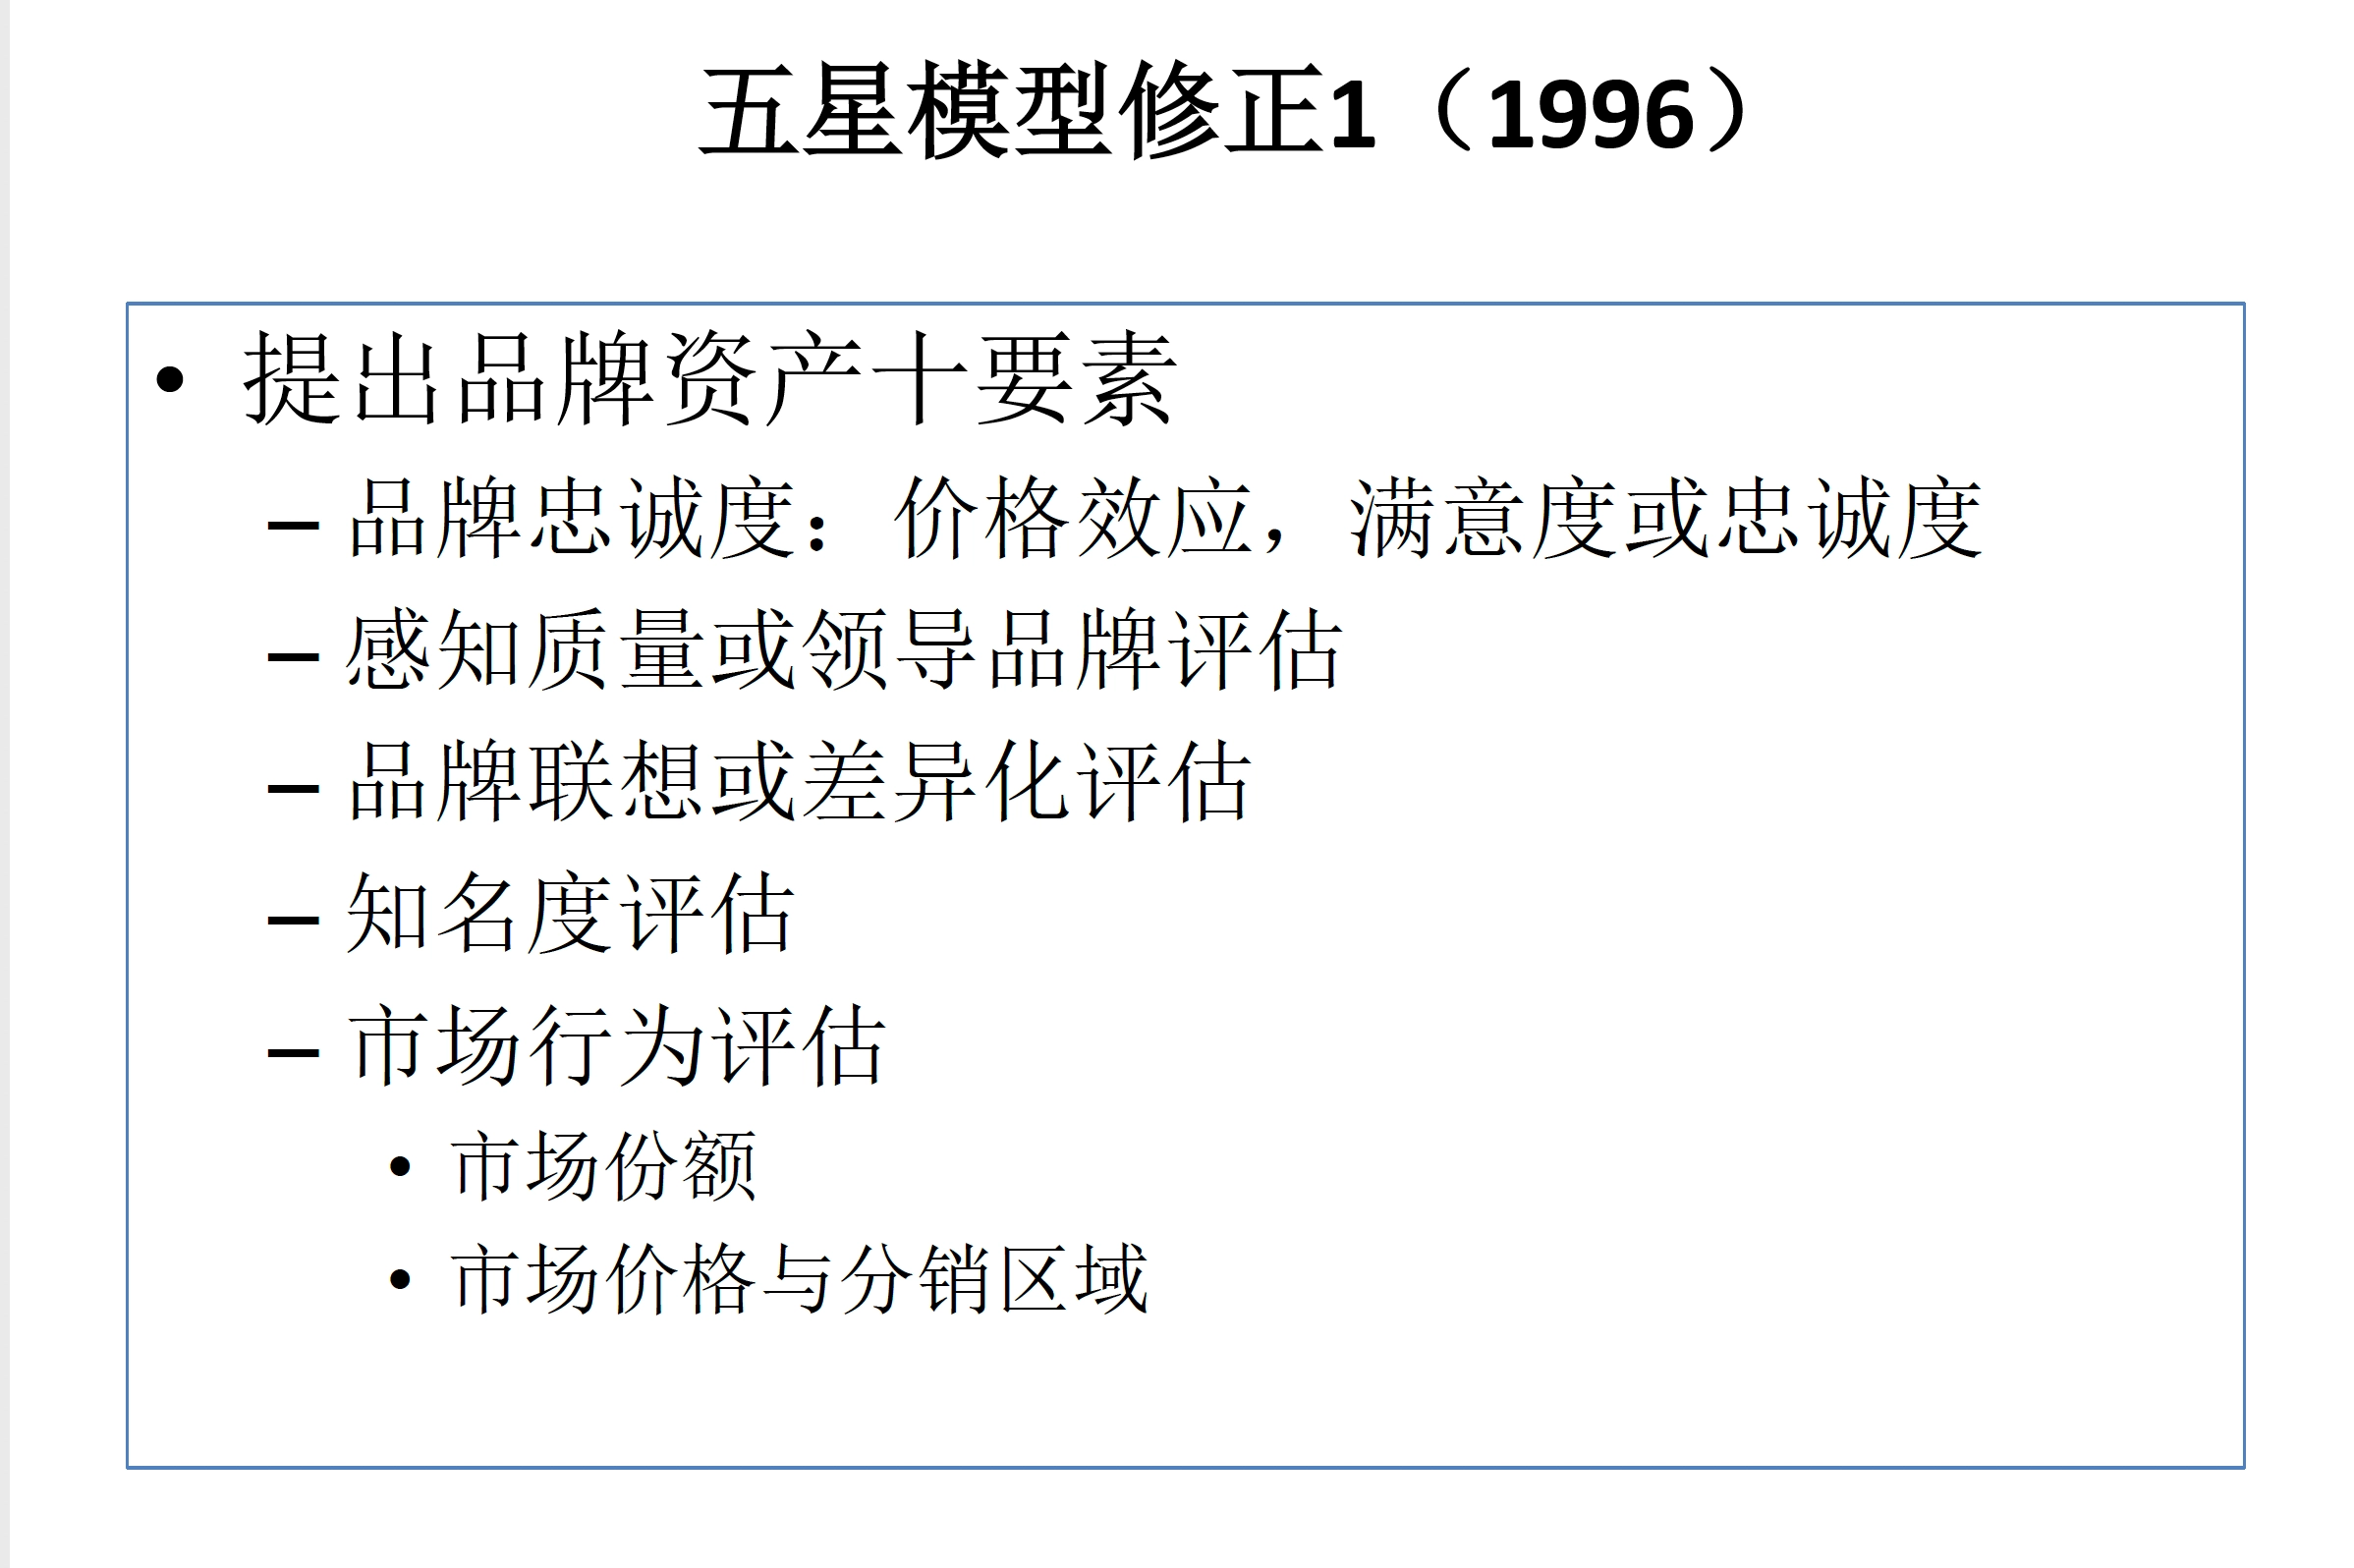 五星模型修正1（1996）
• 提出品牌资产十要素
– 品牌忠诚度：价格效应，满意度或忠诚度
– 感知质量或领导品牌评估
– 品牌联想或差异化评估
– 知名度评估
– 市场行为评估
• 市场份额
• 市场价格与分销区域